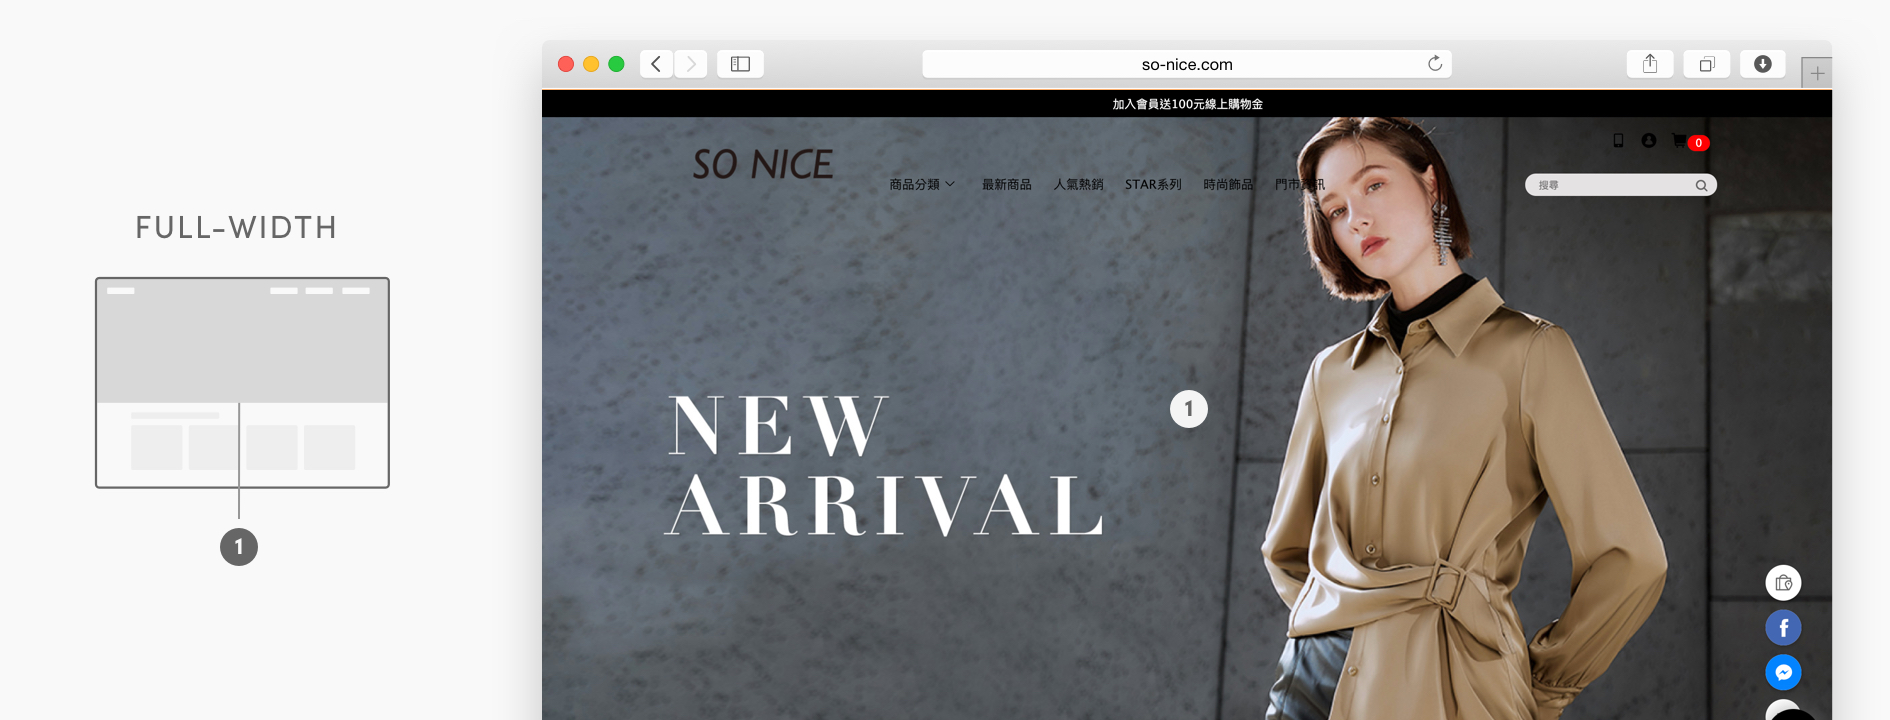 FULL-WIDTH
1
so-nice.com
加入會員送100元線上購物金
SO NICE
0
商品分類
最新商品
人氣熱銷
STAR系列
時尚飾品
門市資訊
搜尋
NEW
ARRIVAL
1